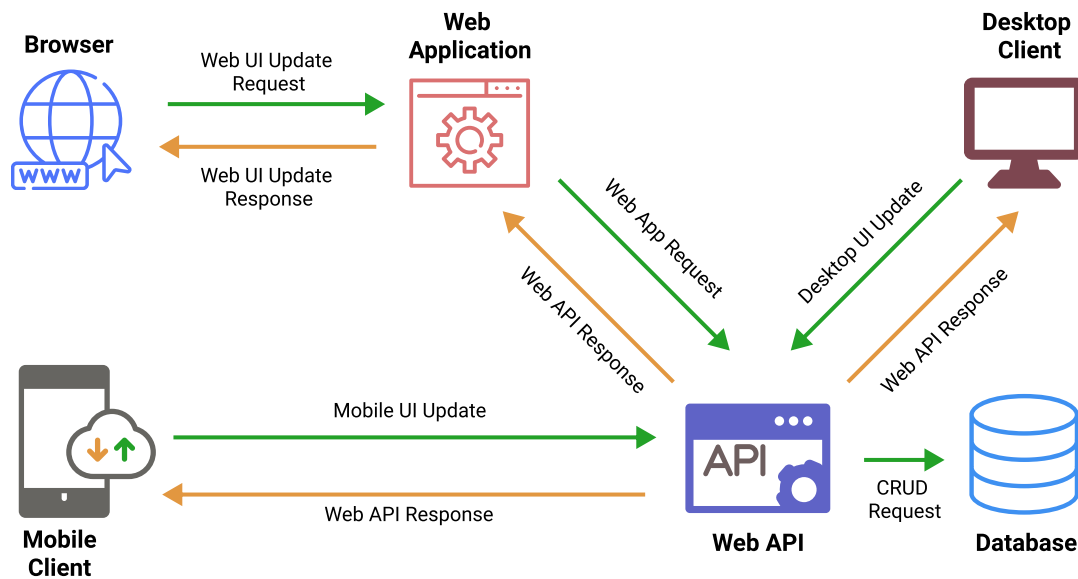 Browser
Web
Application
Desktop
Client
Web UI Update
Request
Web UI Update
Response
WWW
Web App Request
Desktop UI Update
Web API Response
Web API Response
Mobile UI Update
API
Web API Response
CRUD
Request
Mobile
Client
Web API
Database